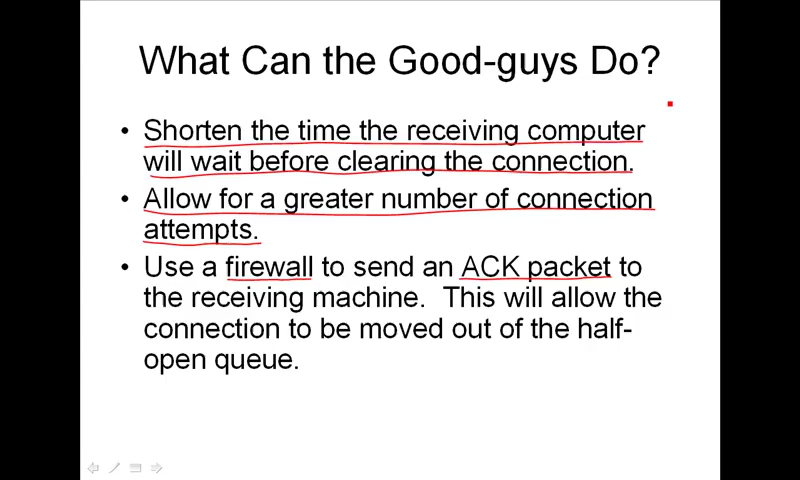 What Can the Good-guys Do?
• Shorten the time the receiving computer
will wait before clearing the connection.
• Allow for a greater number of connection
attempts.
• Use a firewall to send an ACK packet to
the receiving machine.  This will allow the
connection to be moved out of the half-
open queue.